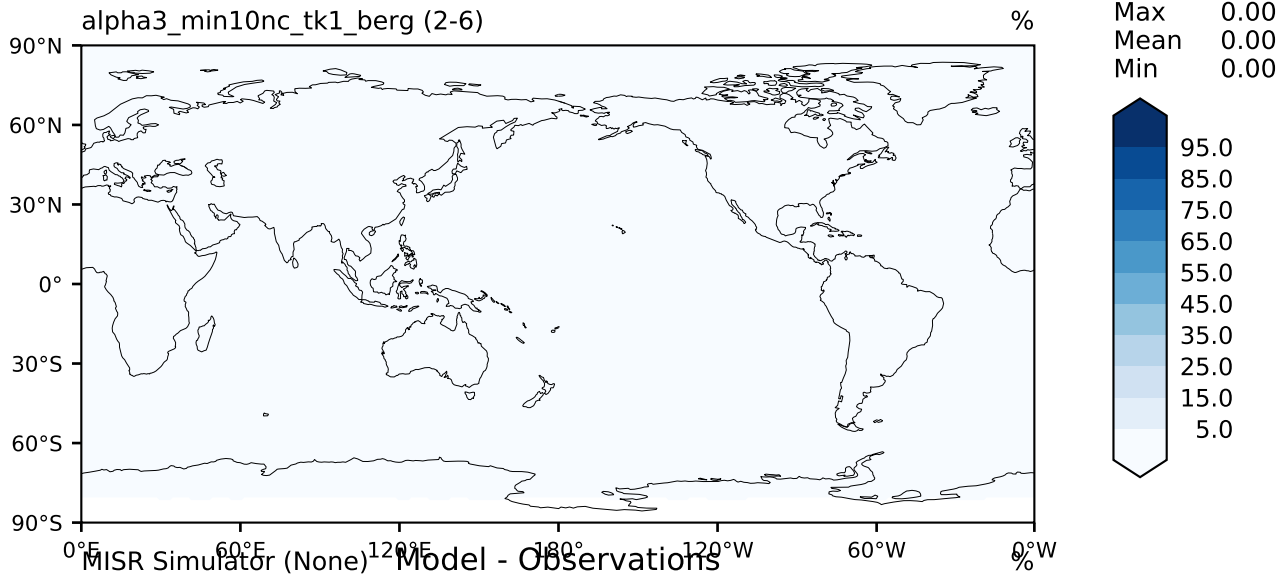 alpha3_min10nc_tk1_berg (2-6) %
Max 0.00
Mean 0.00
Min 0.00
90°N
60°N
30°N
0°
30°S
60°S
90°S
95.0
85.0
75.0
65.0
55.0
45.0
35.0
25.0
15.0
5.0
0°E 60°E 120°E 180° 120°W 60°W 0°W
MISR Simulator (None) Model - Observations %